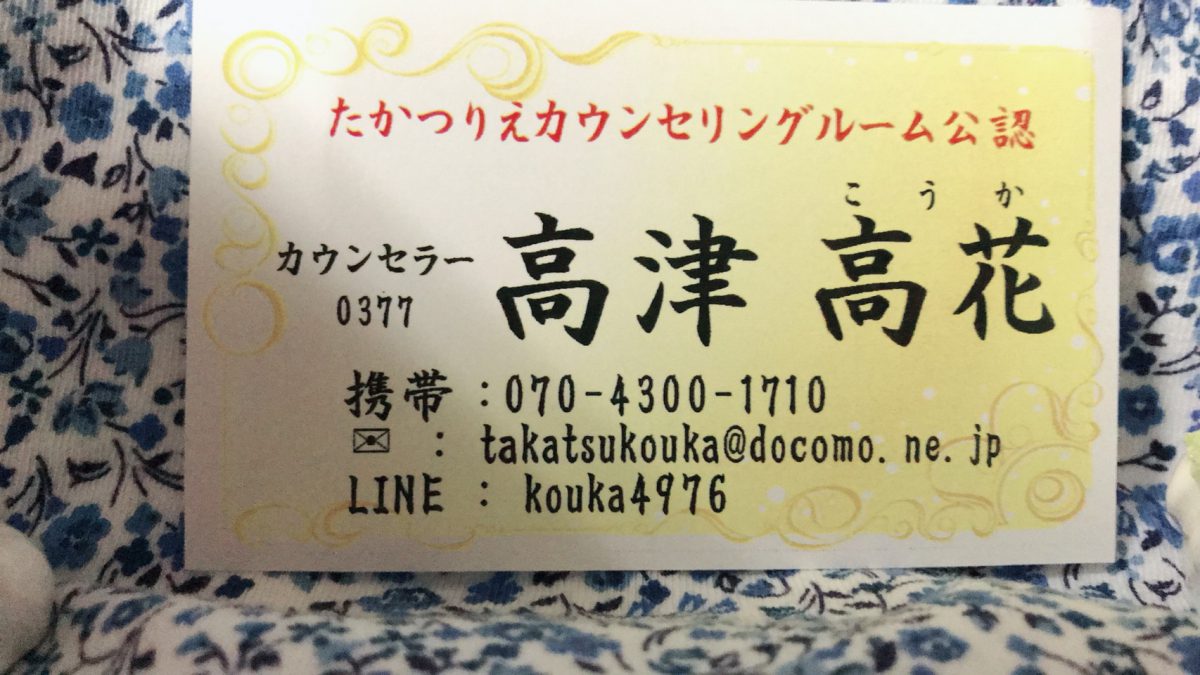 たかつりえカウンセリングルーム公認
こうか
カウンセラー 高津 高花
0377
携帯：070-4300-1710
✉ ： takatsukouka@docomo.ne.jp
LINE ： kouka4976